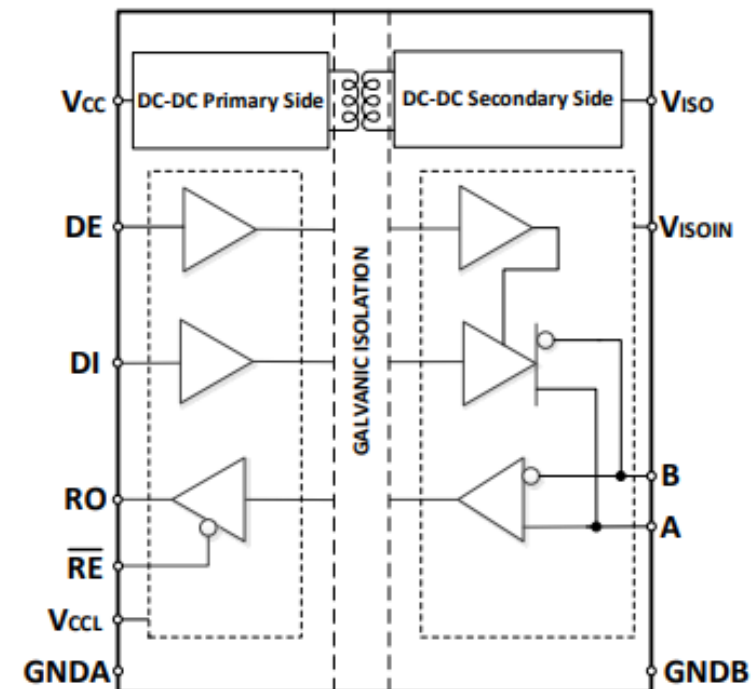 VCC
DC-DC Primary Side
DC-DC Secondary Side
VISO
DE
VISOIN
GALVANIC ISOLATION
DI
RO
B
A
RE
VCCL
GNDA
GNDB